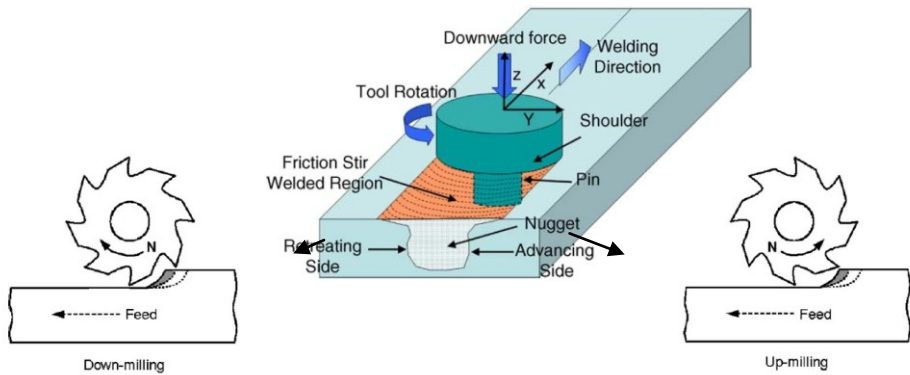 Downward force
Welding
Direction
z
x
Tool Rotation
Y
Shoulder
Friction Stir
Welded Region
Pin
Nugget
Retreating
Side
Advancing
Side
N
Feed
Down-milling
N
Feed
Up-milling